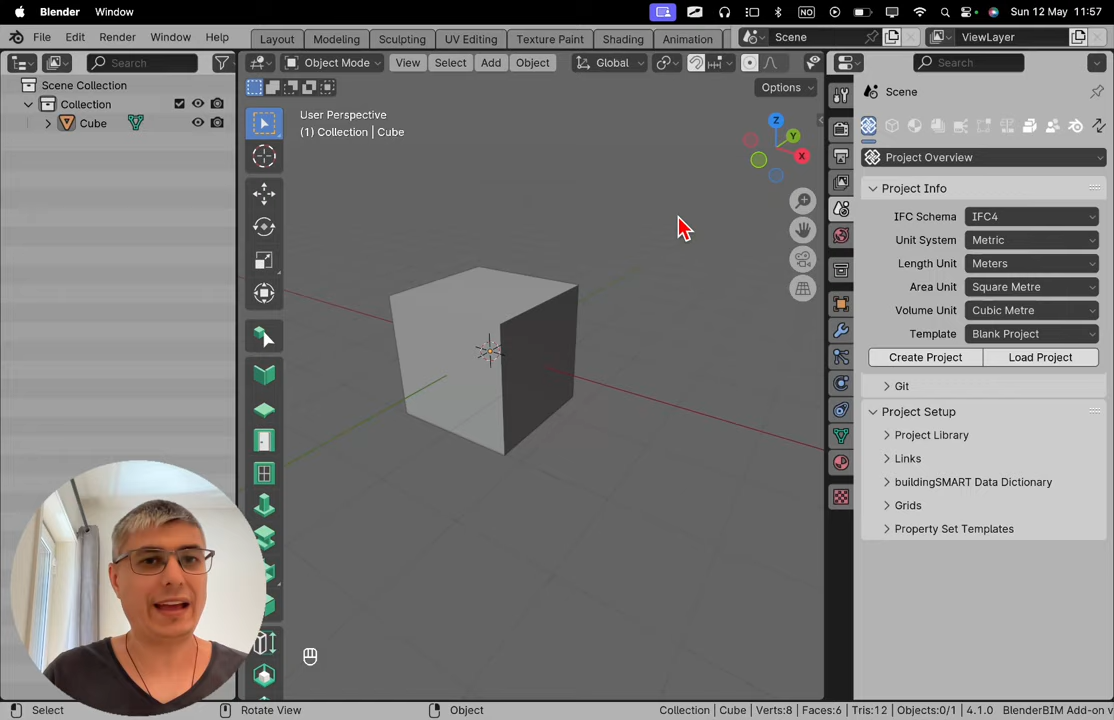 Blender Window NO Sun 12 May 11:57
File Edit Render Window Help Layout Modeling Sculpting UV Editing Texture Paint Shading Animation Scene ViewLayer
Search Object Mode View Select Add Object Global Search
Scene Collection
Collection
Cube
Options
User Perspective
(1) Collection | Cube
Z
Y
X
Scene
Project Overview
Project Info
IFC Schema IFC4
Unit System Metric
Length Unit Meters
Area Unit Square Metre
Volume Unit Cubic Metre
Template Blank Project
Create Project Load Project
Git
Project Setup
Project Library
Links
buildingSMART Data Dictionary
Grids
Property Set Templates
Select Rotate View Object Collection | Cube | Verts:8 | Faces:6 | Tris:12 | Objects:0/1 | 4.1.0 BlenderBIM Add-on v